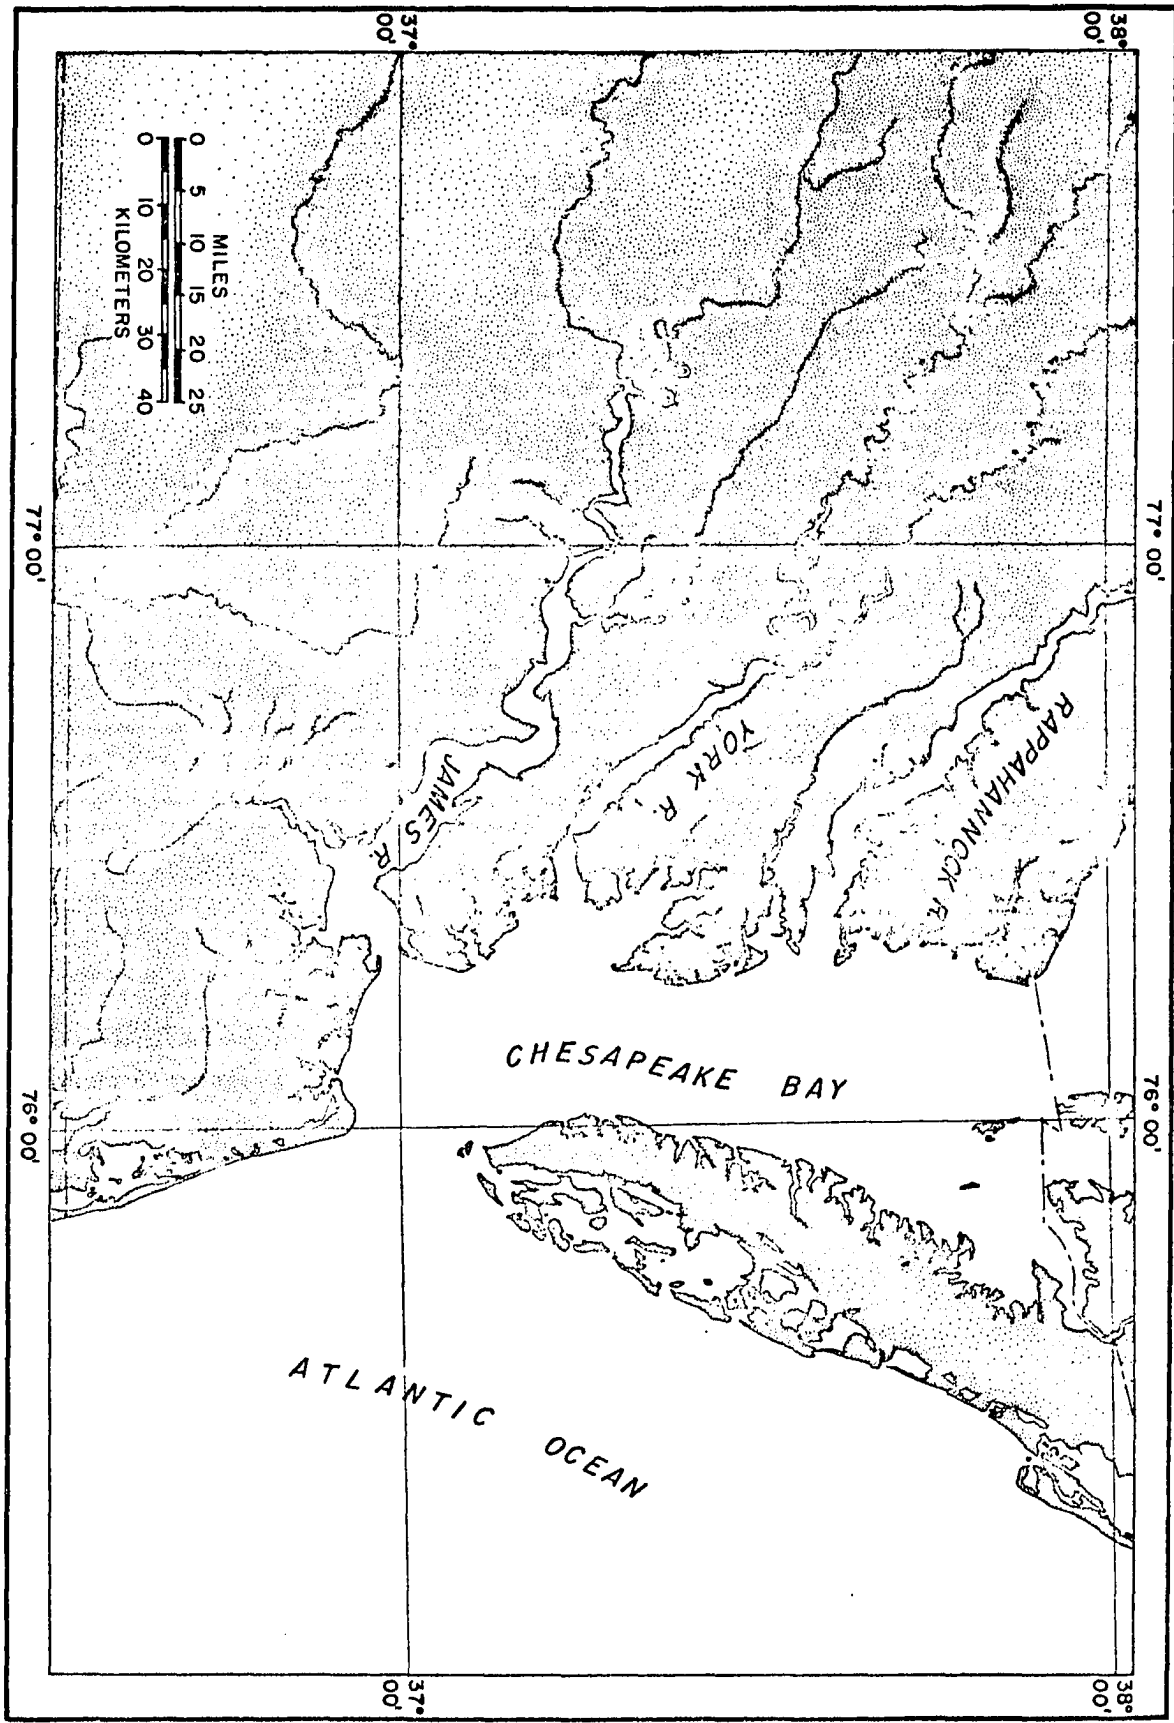 38°
00'
37°
00'
77° 00'
77° 00'
76° 00'
76° 00'
38°
00'
37°
00'
RAPPAHANNOCK R.
YORK R.
JAMES R.
CHESAPEAKE BAY
ATLANTIC OCEAN
MILES
0 5 10 15 20 25
0 10 20 30 40
KILOMETERS